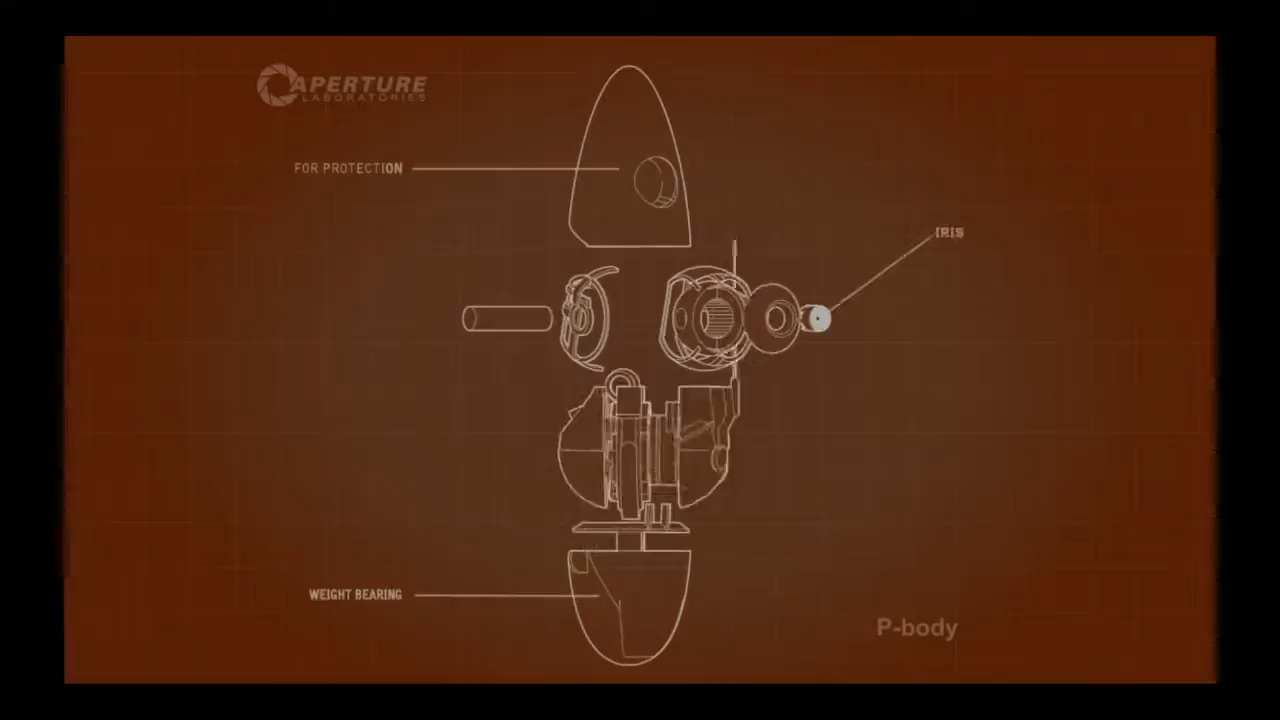 APERTURE
LABORATORIES
FOR PROTECTION
IRIS
WEIGHT BEARING
P-body